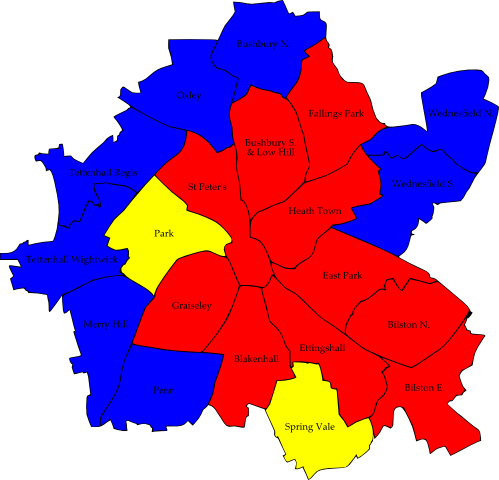 Bushbury N.
Oxley
Fallings Park
Wednesfield N.
Bushbury S.
& Low Hill
Tettenhall Regis
Wednesfield S.
St Peter's
Heath Town
Park
Tettenhall Wightwick
East Park
Graiseley
Merry Hill
Bilston N.
Ettingshall
Blakenhall
Penn
Bilston E.
Spring Vale